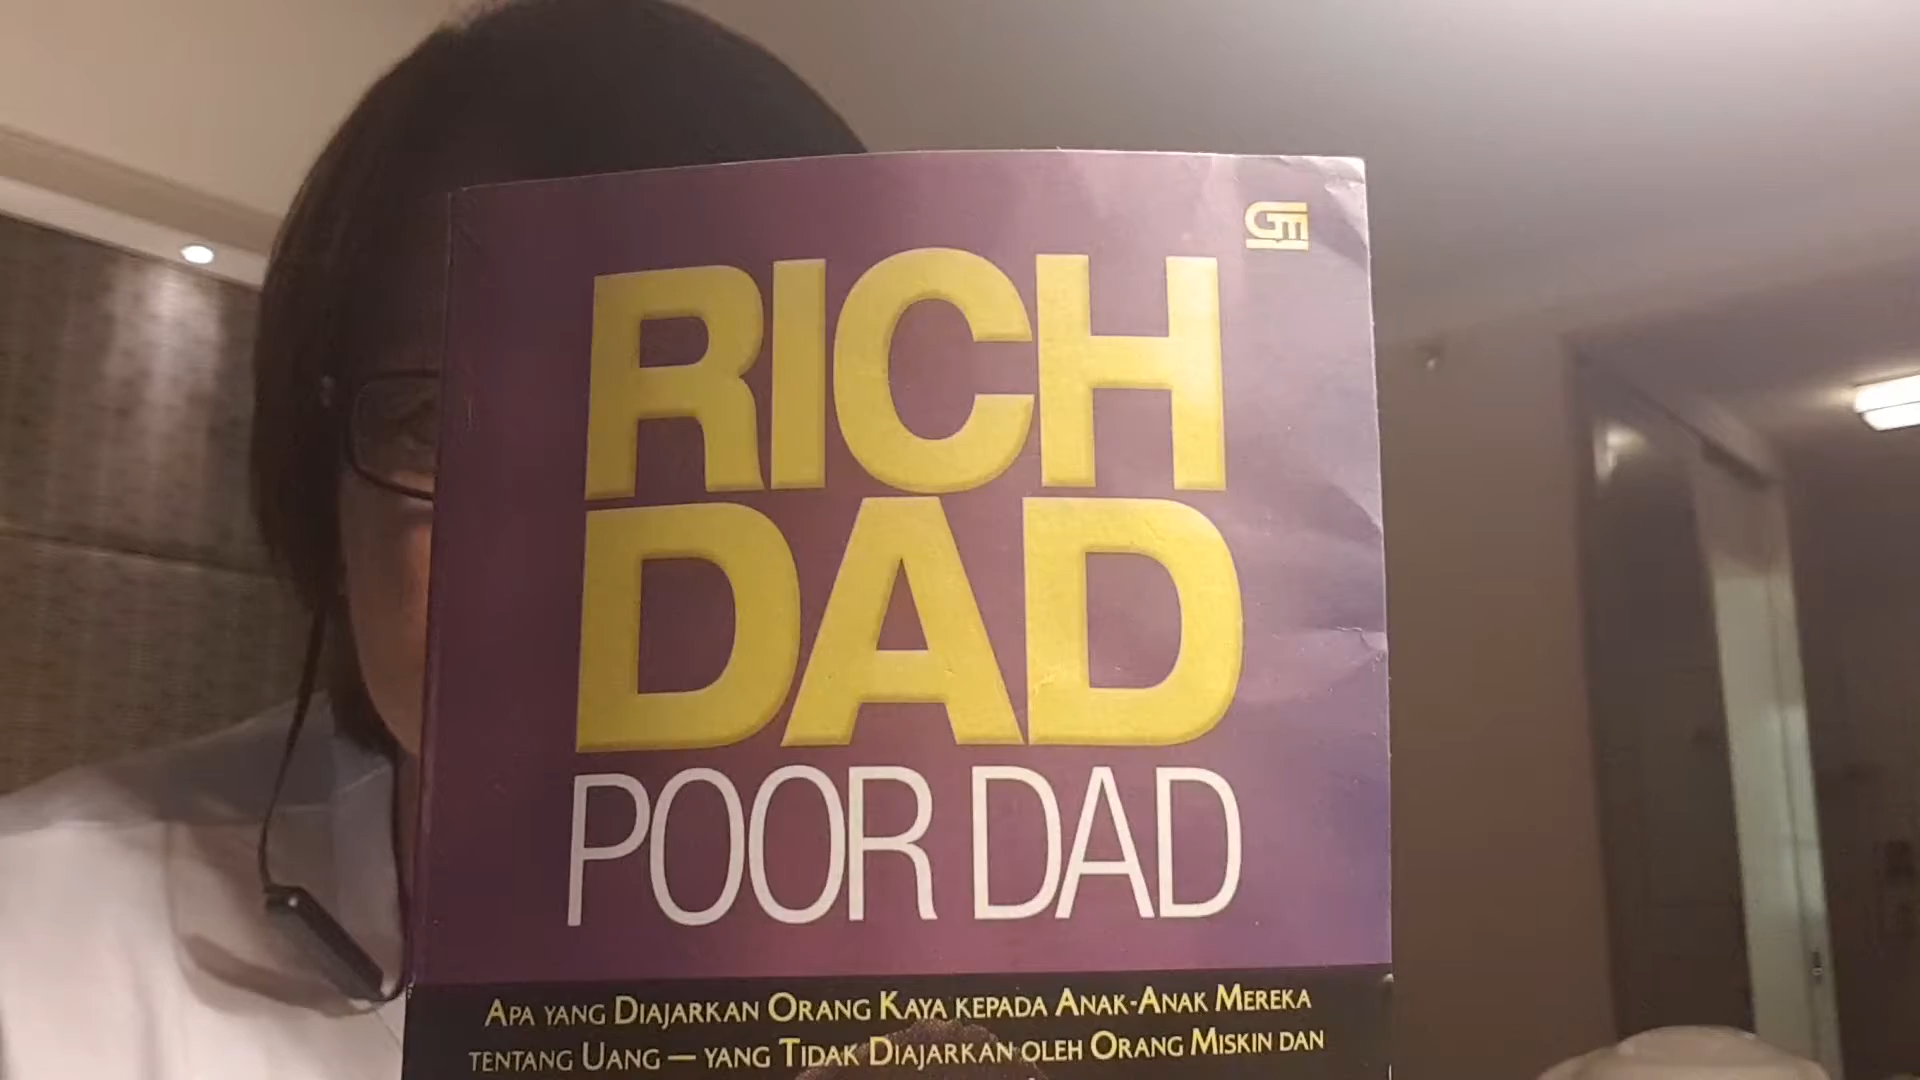 GM
RICH
DAD
POOR DAD
APA YANG DIAJARKAN ORANG KAYA KEPADA ANAK-ANAK MEREKA
TENTANG UANG — YANG TIDAK DIAJARKAN OLEH ORANG MISKIN DAN